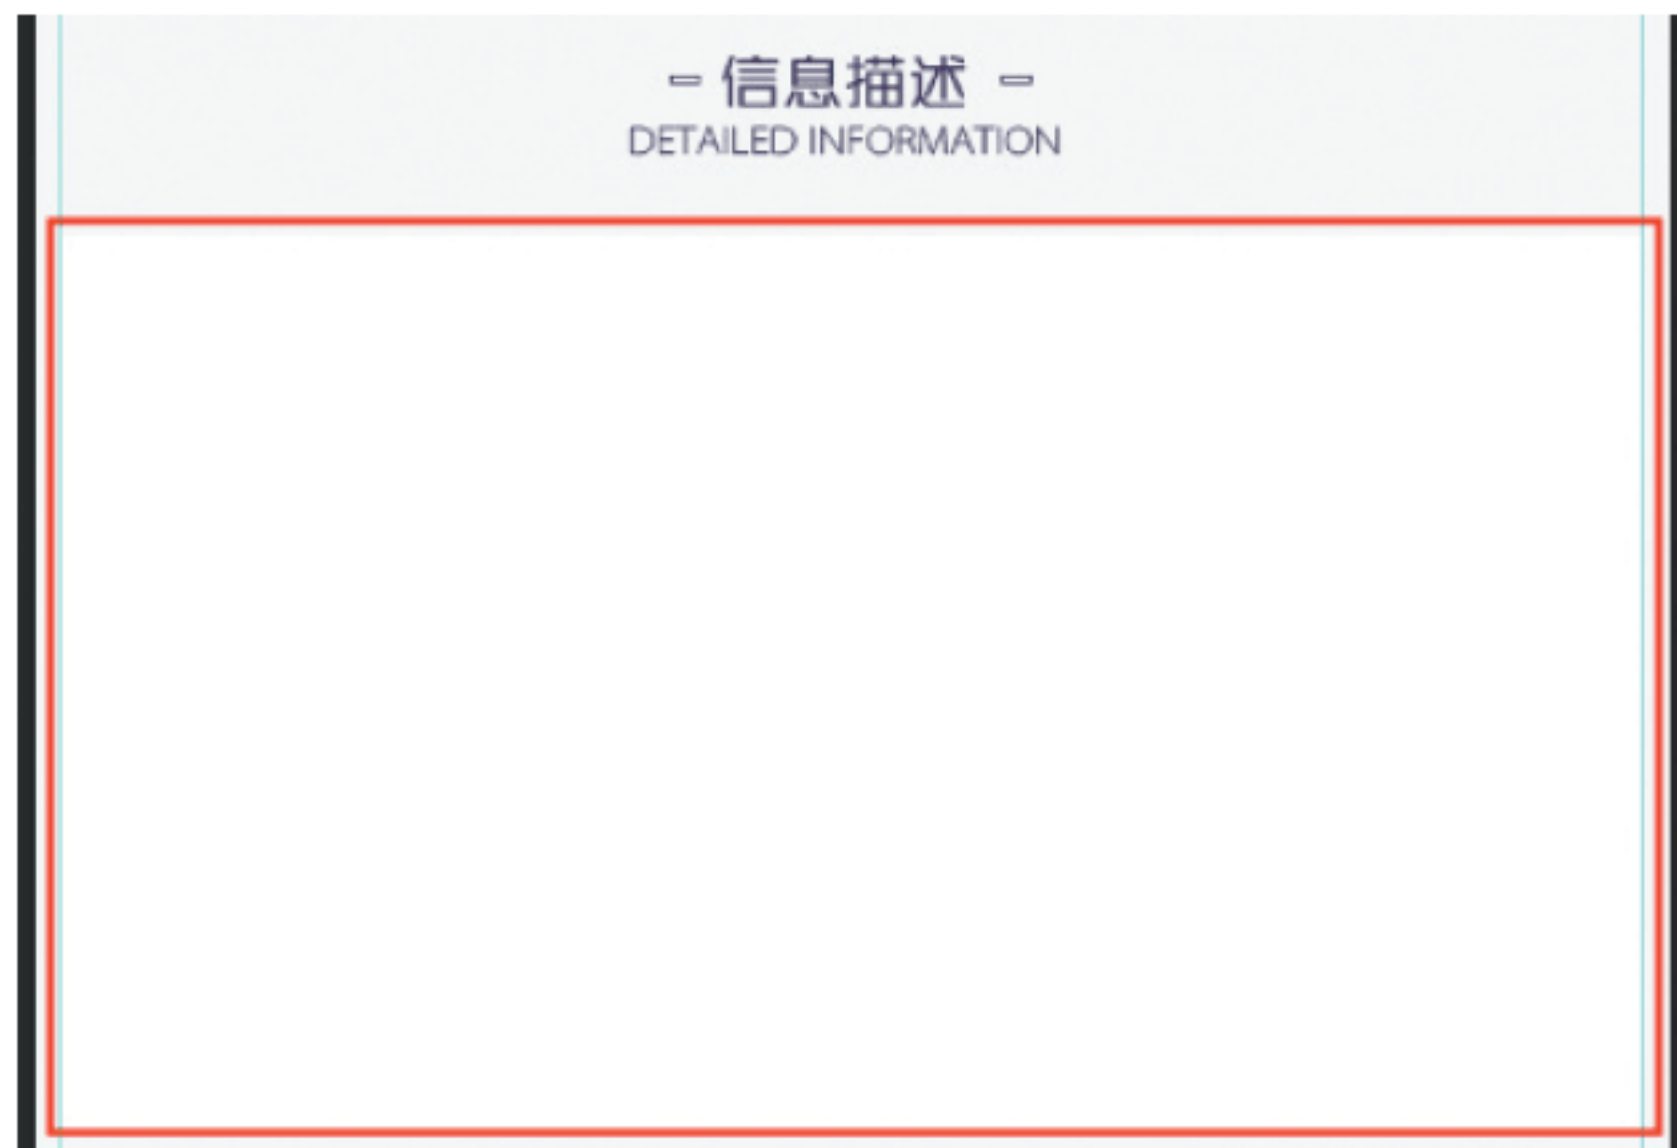 - 信息描述 -
DETAILED INFORMATION